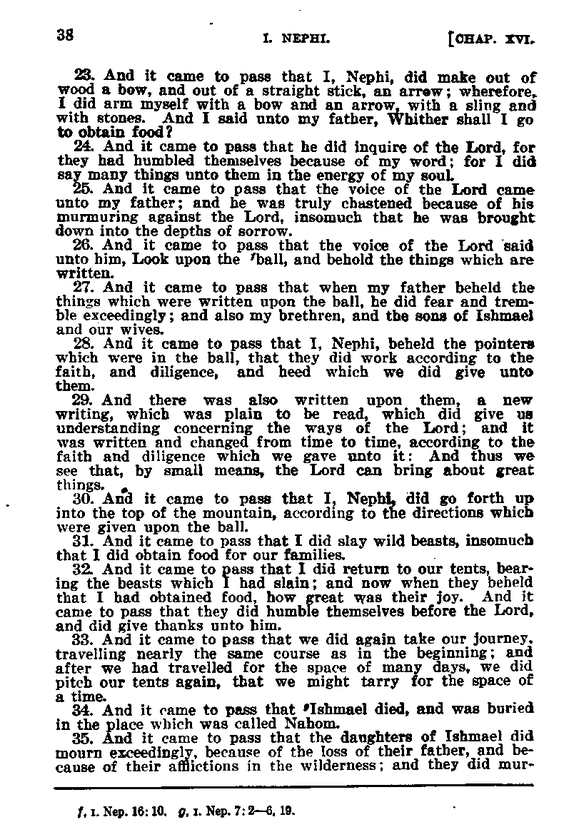 38
I. NEPHI.
[CHAP. XVI.
23. And it came to pass that I, Nephi, did make out of
wood a bow, and out of a straight stick, an arrow; wherefore,
I did arm myself with a bow and an arrow, with a sling and
with stones. And I said unto my father, Whither shall I go
to obtain food?
24. And it came to pass that he did inquire of the Lord, for
they had humbled themselves because of my word; for I did
say many things unto them in the energy of my soul.
25. And it came to pass that the voice of the Lord came
unto my father; and he was truly chastened because of his
murmuring against the Lord, insomuch that he was brought
down into the depths of sorrow.
26. And it came to pass that the voice of the Lord said
unto him, Look upon the fball, and behold the things which are
written.
27. And it came to pass that when my father beheld the
things which were written upon the ball, he did fear and trem-
ble exceedingly; and also my brethren, and the sons of Ishmael
and our wives.
28. And it came to pass that I, Nephi, beheld the pointers
which were in the ball, that they did work according to the
faith, and diligence, and heed which we did give unto
them.
29. And there was also written upon them, a new
writing, which was plain to be read, which did give us
understanding concerning the ways of the Lord; and it
was written and changed from time to time, according to the
faith and diligence which we gave unto it: And thus we
see that, by small means, the Lord can bring about great
things.
30. And it came to pass that I, Nephi, did go forth up
into the top of the mountain, according to the directions which
were given upon the ball.
31. And it came to pass that I did slay wild beasts, insomuch
that I did obtain food for our families.
32. And it came to pass that I did return to our tents, bear-
ing the beasts which I had slain; and now when they beheld
that I had obtained food, how great was their joy. And it
came to pass that they did humble themselves before the Lord,
and did give thanks unto him.
33. And it came to pass that we did again take our journey,
travelling nearly the same course as in the beginning; and
after we had travelled for the space of many days, we did
pitch our tents again, that we might tarry for the space of
a time.
34. And it came to pass that gIshmael died, and was buried
in the place which was called Nahom.
35. And it came to pass that the daughters of Ishmael did
mourn exceedingly, because of the loss of their father, and be-
cause of their afflictions in the wilderness; and they did mur-
f, I. Nep. 16: 10. g, I. Nep. 7: 2—6, 19.